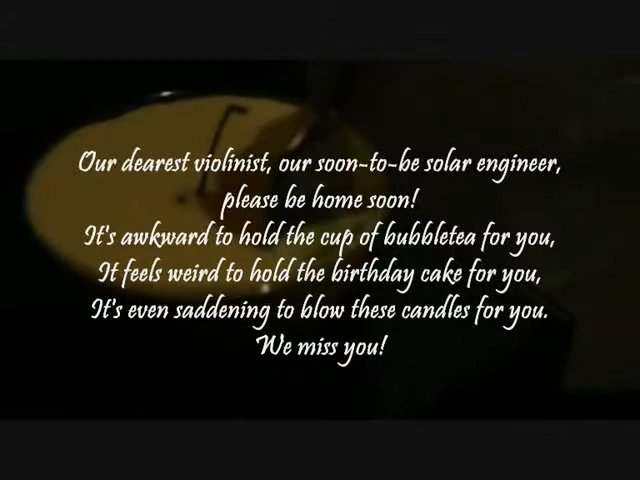 Our dearest violinist, our soon-to-be solar engineer,
please be home soon!
It's awkward to hold the cup of bubbletea for you,
It feels weird to hold the birthday cake for you,
It's even saddening to blow these candles for you.
We miss you!